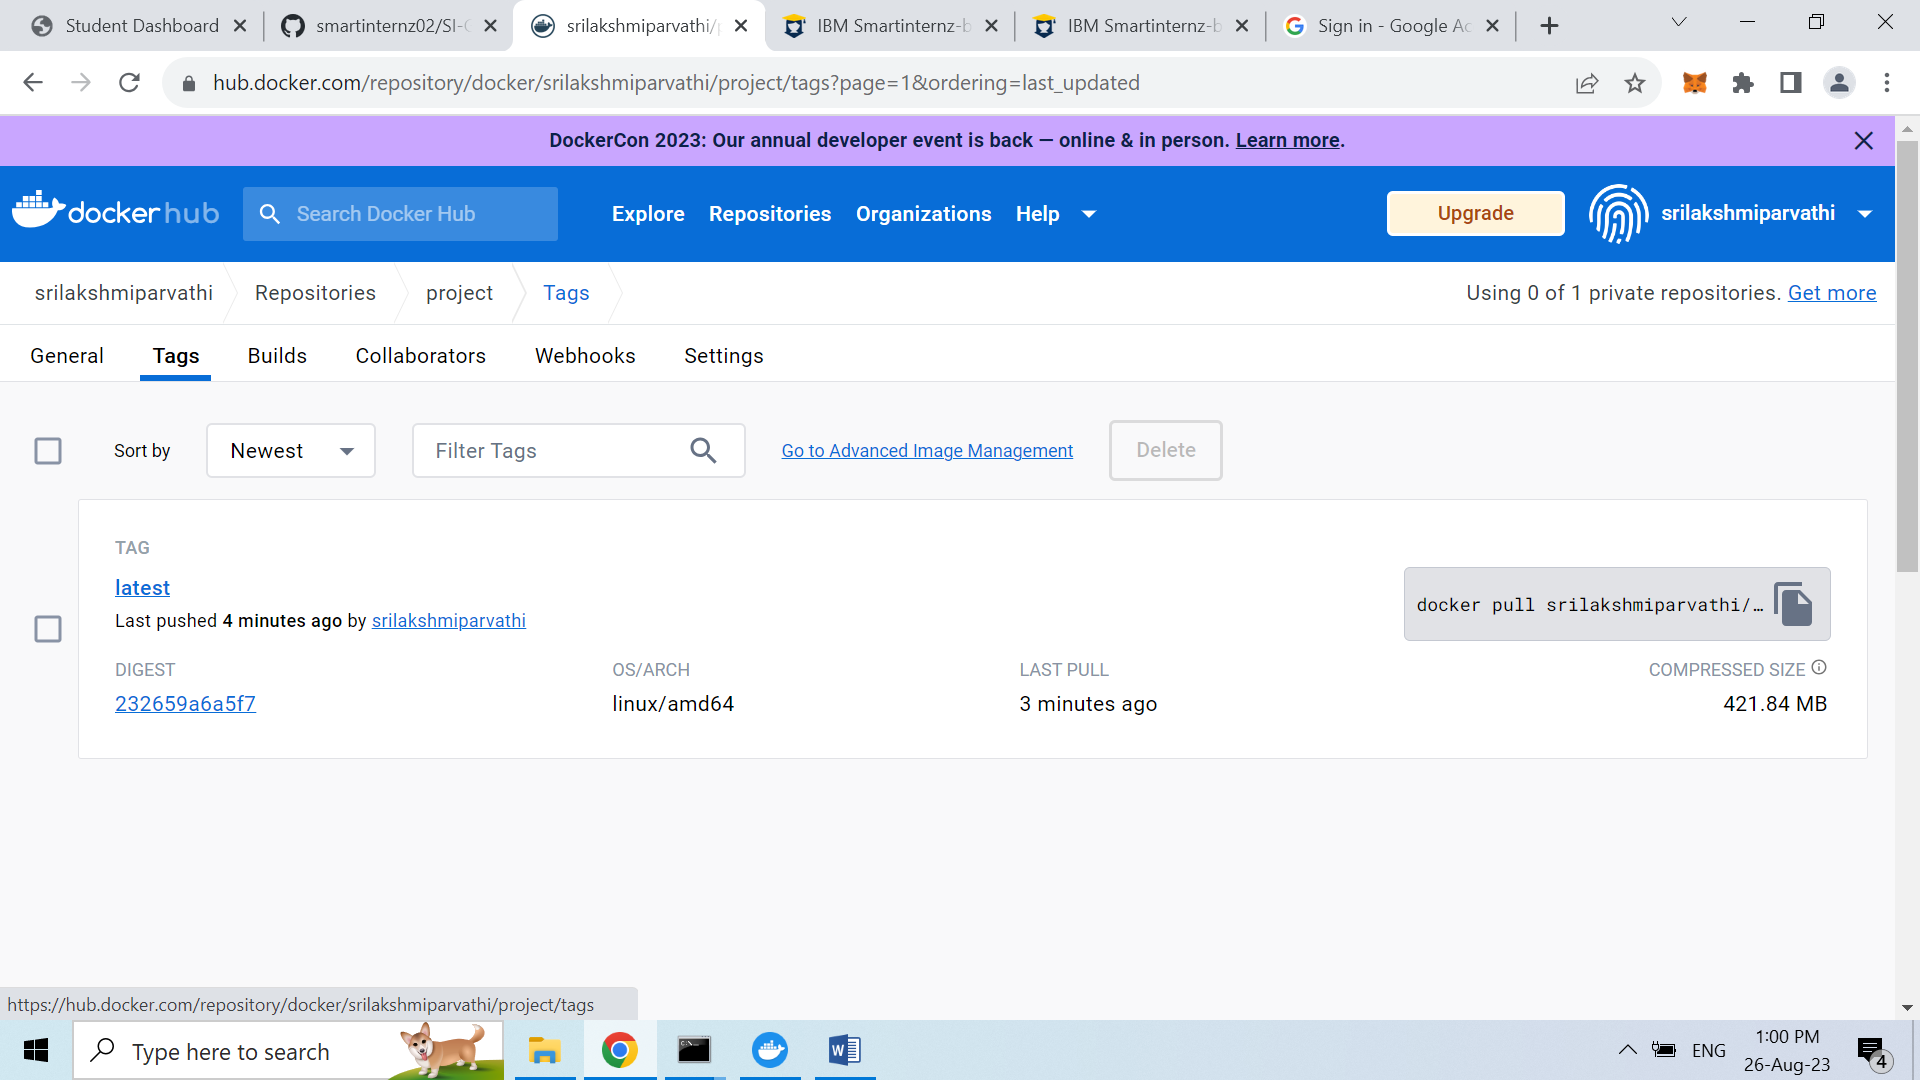 Student Dashboard
smartinternz02/SI-G
srilakshmiparvathi/p
IBM Smartinternz-b
IBM Smartinternz-b
Sign in - Google Ac
hub.docker.com/repository/docker/srilakshmiparvathi/project/tags?page=1&ordering=last_updated
DockerCon 2023: Our annual developer event is back — online & in person. Learn more.
docker hub
Search Docker Hub
Explore
Repositories
Organizations
Help
Upgrade
srilakshmiparvathi
srilakshmiparvathi
Repositories
project
Tags
Using 0 of 1 private repositories. Get more
General
Tags
Builds
Collaborators
Webhooks
Settings
Sort by
Newest
Filter Tags
Go to Advanced Image Management
Delete
TAG
latest
Last pushed 4 minutes ago by srilakshmiparvathi
docker pull srilakshmiparvathi/…
DIGEST
OS/ARCH
LAST PULL
COMPRESSED SIZE
232659a6a5f7
linux/amd64
3 minutes ago
421.84 MB
https://hub.docker.com/repository/docker/srilakshmiparvathi/project/tags
Type here to search
ENG
1:00 PM
26-Aug-23
4